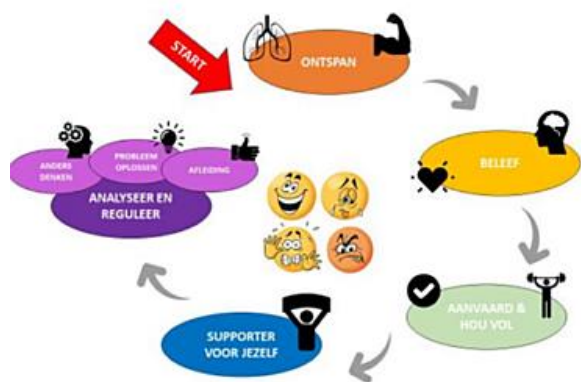 START
ONTSPAN
BELEEF
AANVAARD &
HOU VOL
SUPPORTER
VOOR JEZELF
ANDERS
DENKEN
PROBLEEM
OPLOSSEN
AFLEIDING
ANALYSEER EN
REGULEER